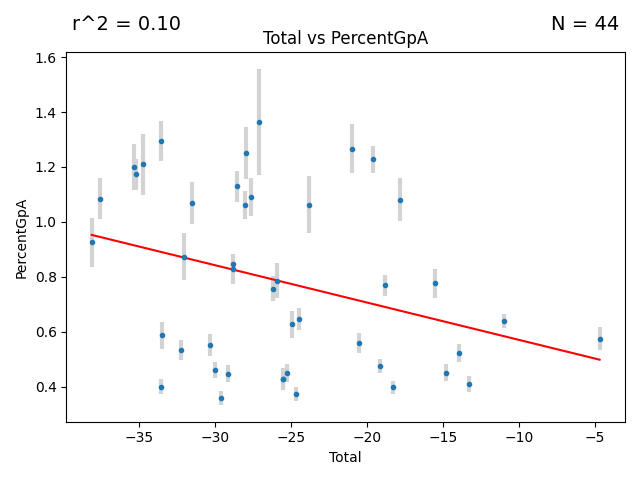 r^2 = 0.10
N = 44
Total vs PercentGpA
PercentGpA
1.6
1.4
1.2
1.0
0.8
0.6
0.4
−35
−30
−25
−20
−15
−10
−5
Total